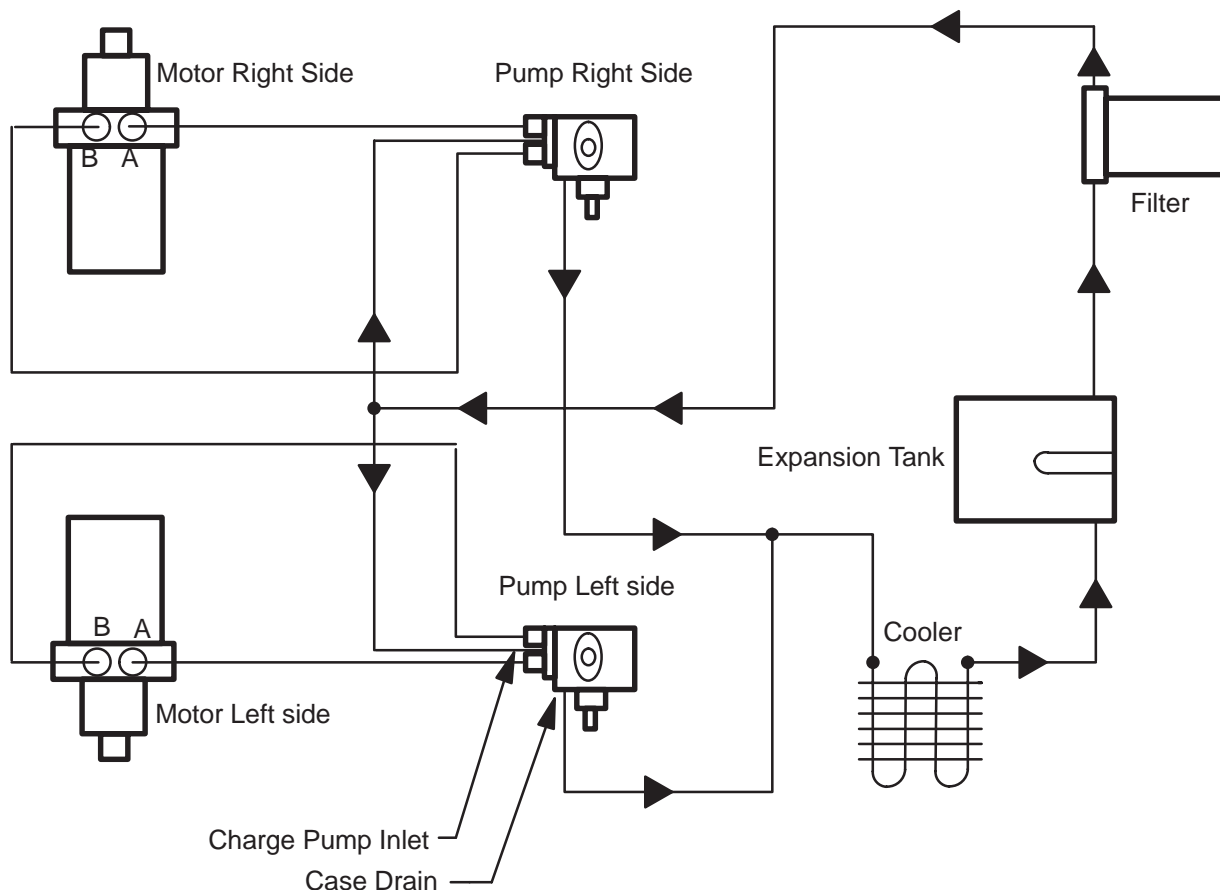 Motor Right Side
Pump Right Side
B A
Filter
Expansion Tank
Pump Left side
B A
Cooler
Motor Left side
Charge Pump Inlet
Case Drain